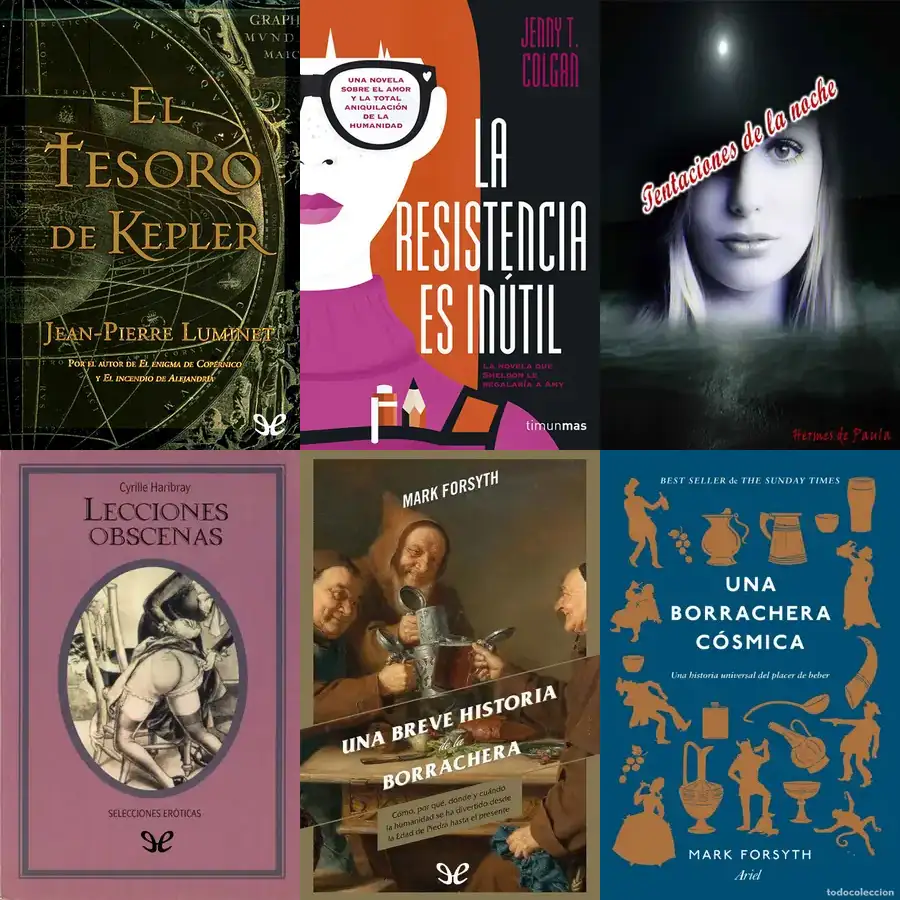 GRAPH
MVND
MAIC
EL
TESORO
DE KEPLER
JEAN-PIERRE LUMINET
POR EL AUTOR DE EL ENIGMA DE COPÉRNICO
Y EL INCENDIO DE ALEJANDRÍA
JENNY T.
COLGAN
UNA NOVELA
SOBRE EL AMOR
Y LA TOTAL
ANIQUILACIÓN
DE LA
HUMANIDAD
LA
RESISTENCIA
ES INÚTIL
LA NOVELA QUE
SHELDON LE
REGALARÍA A AMY
timunmas
Tentaciones de la noche
Hermes de Paula
Cyrille Haribray
LECCIONES
OBSCENAS
SELECCIONES ERÓTICAS
MARK FORSYTH
UNA BREVE HISTORIA
de la
BORRACHERA
Cómo, por qué, dónde y cuándo
la humanidad se ha divertido desde
la Edad de Piedra hasta el presente
BEST SELLER de THE SUNDAY TIMES
UNA
BORRACHERA
CÓSMICA
Una historia universal del placer de beber
MARK FORSYTH
Ariel
todocoleccion